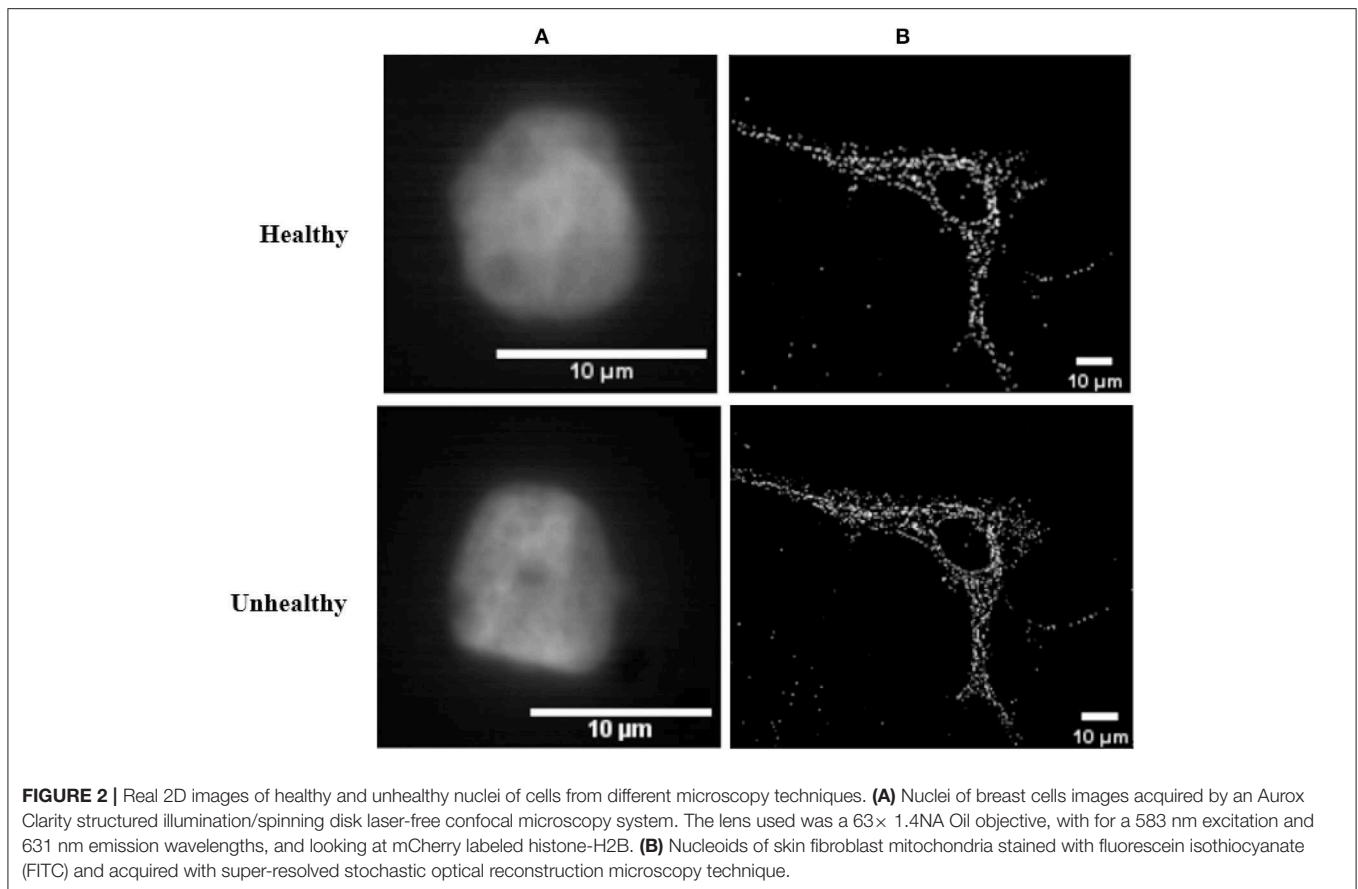 A
B
Healthy
10 µm
10 µm
Unhealthy
10 µm
10 µm
FIGURE 2 | Real 2D images of healthy and unhealthy nuclei of cells from different microscopy techniques. (A) Nuclei of breast cells images acquired by an Aurox
Clarity structured illumination/spinning disk laser-free confocal microscopy system. The lens used was a 63× 1.4NA Oil objective, with for a 583 nm excitation and
631 nm emission wavelengths, and looking at mCherry labeled histone-H2B. (B) Nucleoids of skin fibroblast mitochondria stained with fluorescein isothiocyanate
(FITC) and acquired with super-resolved stochastic optical reconstruction microscopy technique.